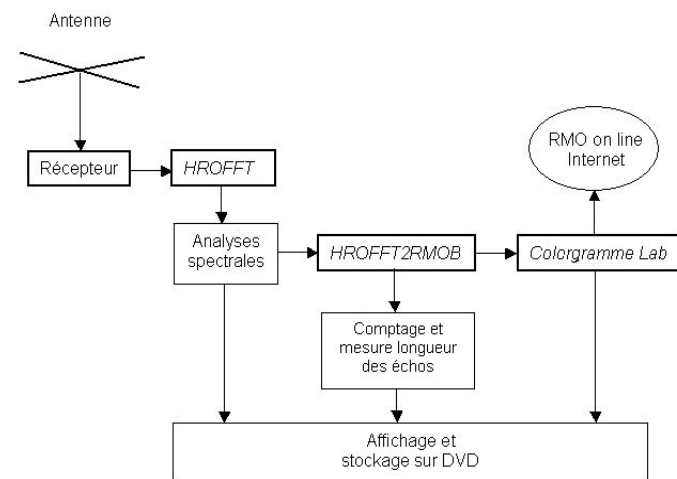 Antenne
RMO on line
Internet
Récepteur
HROFFT
Analyses
spectrales
HROFFT2RMOB
Colorgramme Lab
Comptage et
mesure longueur
des échos
Affichage et
stockage sur DVD